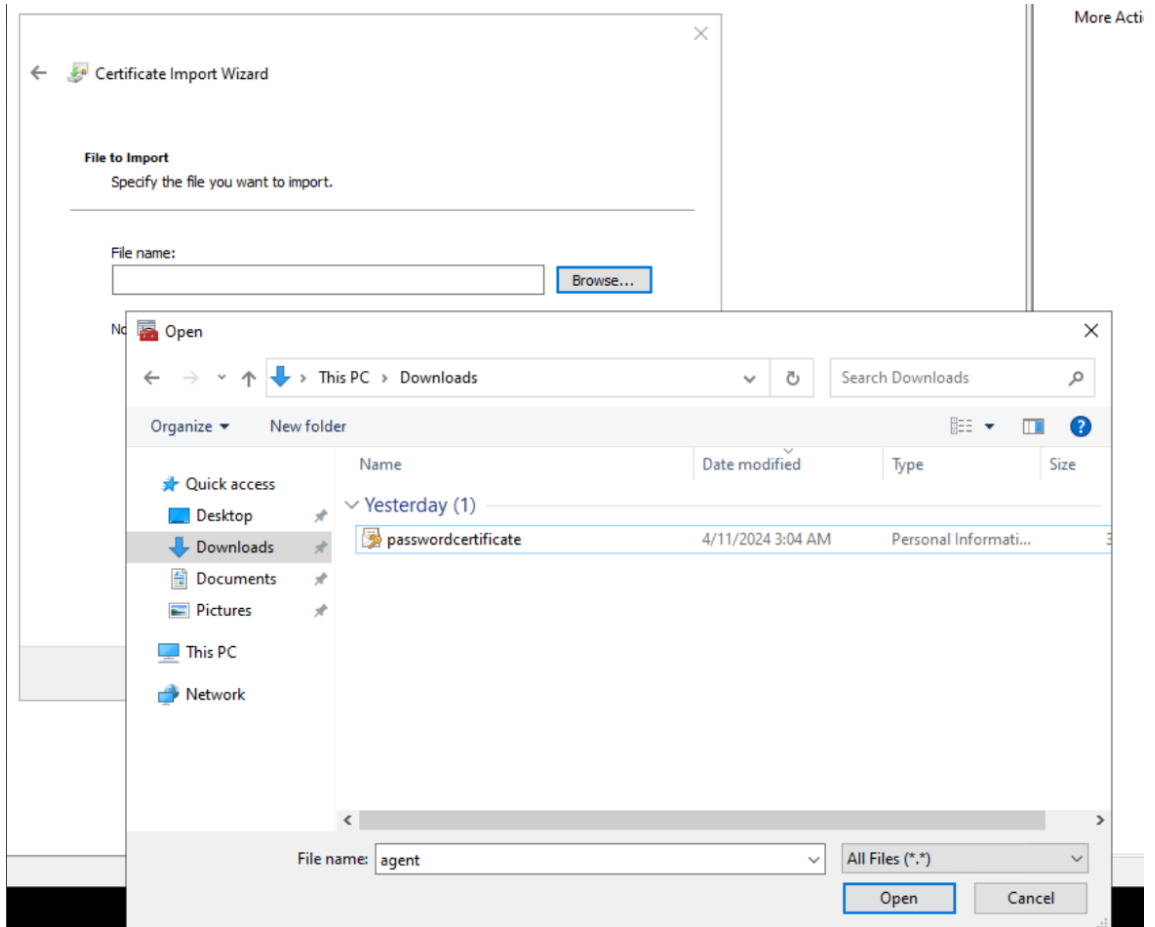 More Acti
Certificate Import Wizard
File to Import
Specify the file you want to import.
File name:
Browse...
No
Open
This PC > Downloads
Search Downloads
Organize
New folder
Name Date modified Type Size
Quick access
Yesterday (1)
Desktop
passwordcertificate 4/11/2024 3:04 AM Personal Informati...
Downloads
Documents
Pictures
This PC
Network
File name: agent All Files (*.*)
Open Cancel